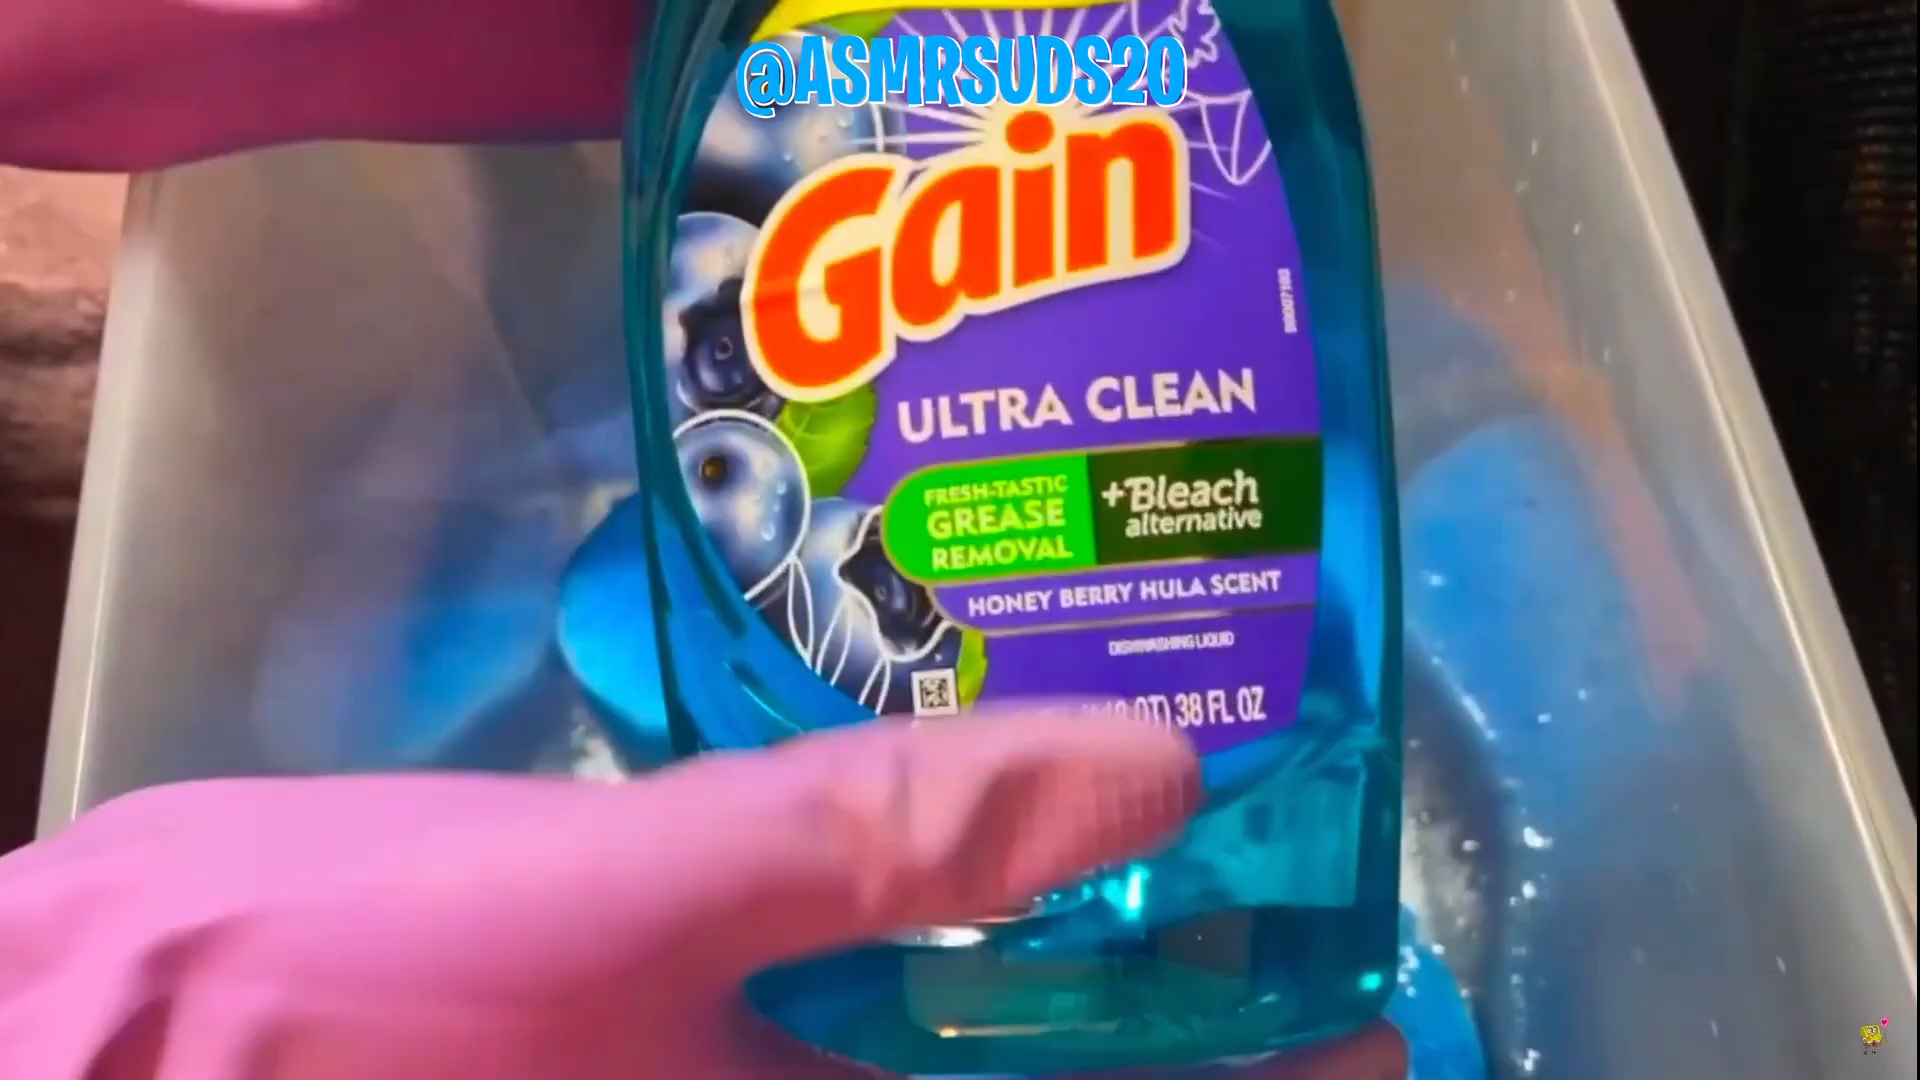 @ASMRSUDS20
Gain
ULTRA CLEAN
FRESH-TASTIC
GREASE
REMOVAL
+Bleach
alternative
HONEY BERRY HULA SCENT
DISHWASHING LIQUID
QT) 38 FL OZ